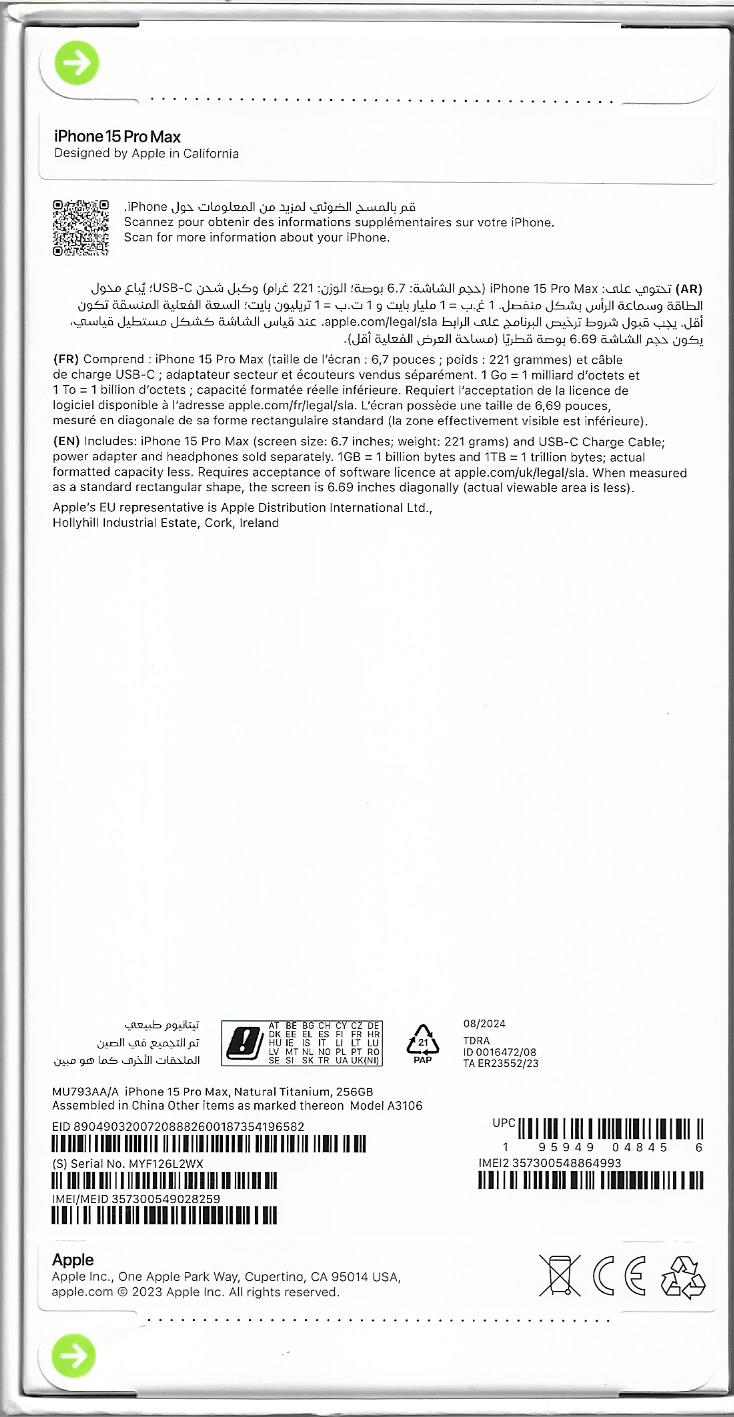 iPhone 15 Pro Max
Designed by Apple in California
قم بالمسح الضوئي لمزيد من المعلومات حول iPhone.
Scannez pour obtenir des informations supplémentaires sur votre iPhone.
Scan for more information about your iPhone.
(AR) تحتوي على: iPhone 15 Pro Max (حجم الشاشة: 6.7 بوصة؛ الوزن: 221 غرام) وكبل شحن USB-C؛ يُباع محول
الطاقة وسماعة الرأس بشكل منفصل. 1 غ.ب = 1 مليار بايت و 1 ت.ب = 1 تريليون بايت؛ السعة الفعلية المنسقة تكون
أقل. يجب قبول شروط ترخيص البرنامج على الرابط apple.com/legal/sla. عند قياس الشاشة كشكل مستطيل قياسي،
يكون حجم الشاشة 6.69 بوصة قطريًا (مساحة العرض الفعلية أقل).
(FR) Comprend : iPhone 15 Pro Max (taille de l'écran : 6,7 pouces ; poids : 221 grammes) et câble
de charge USB-C ; adaptateur secteur et écouteurs vendus séparément. 1 Go = 1 milliard d'octets et
1 To = 1 billion d'octets ; capacité formatée réelle inférieure. Requiert l'acceptation de la licence de
logiciel disponible à l'adresse apple.com/fr/legal/sla. L'écran possède une taille de 6,69 pouces,
mesuré en diagonale de sa forme rectangulaire standard (la zone effectivement visible est inférieure).
(EN) Includes: iPhone 15 Pro Max (screen size: 6.7 inches; weight: 221 grams) and USB-C Charge Cable;
power adapter and headphones sold separately. 1GB = 1 billion bytes and 1TB = 1 trillion bytes; actual
formatted capacity less. Requires acceptance of software licence at apple.com/uk/legal/sla. When measured
as a standard rectangular shape, the screen is 6.69 inches diagonally (actual viewable area is less).
Apple's EU representative is Apple Distribution International Ltd.,
Hollyhill Industrial Estate, Cork, Ireland
تيتانيوم طبيعي
تم التجميع في الصين
الملحقات الأخرى كما هو مبين
AT BE BG CH CY CZ DE
DK EE EL ES FI FR HR
HU IE IS IT LI LT LU
LV MT NL NO PL PT RO
SE SI SK TR UA UK(NI)
21
PAP
08/2024
TDRA
ID 0016472/08
TA ER23552/23
MU793AA/A iPhone 15 Pro Max, Natural Titanium, 256GB
Assembled in China Other items as marked thereon Model A3106
EID 89049032007208882600187354196582
(S) Serial No. MYF126L2WX
IMEI/MEID 357300549028259
UPC
1 95949 04845 6
IMEI2 357300548864993
Apple
Apple Inc., One Apple Park Way, Cupertino, CA 95014 USA,
apple.com © 2023 Apple Inc. All rights reserved.
CE